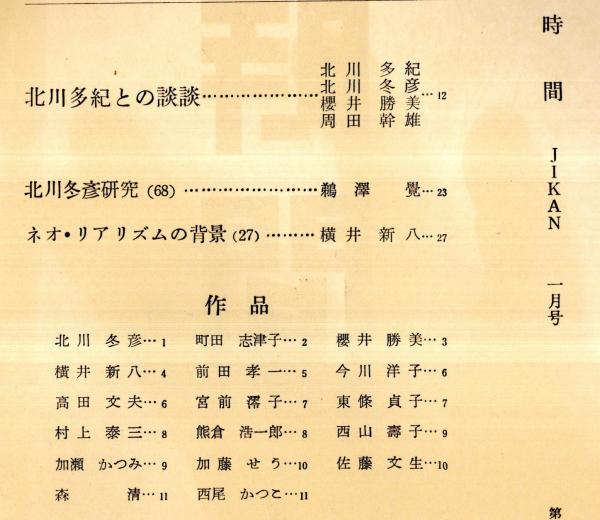 時間 JIKAN 一月号
第
北川多紀との談談…………………
北川多紀
北川冬彦
櫻井勝美
周田幹雄…12
北川冬彥研究(68)……………………鵜澤覺…23
ネオ・リアリズムの背景(27)………横井新八…27
作品
北川冬彦…1 町田志津子…2 櫻井勝美…3
横井新八…4 前田孝一…5 今川洋子…6
高田文夫…6 宮前澪子…7 東條貞子…7
村上泰三…8 熊倉浩一郎…8 西山壽子…9
加瀬かつみ…9 加藤せう…10 佐藤文生…10
森清…11 西尾かつこ…11